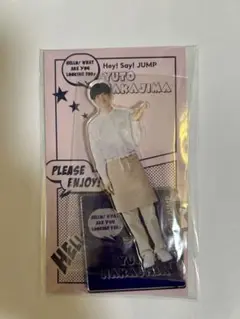 HELLO! WHAT
ARE YOU
LOOKING FOR?
Hey! Say! JUMP
YUTO
NAKAJIMA
PLEASE
ENJOY!
HELLO! WHAT
ARE YOU
LOOKING FOR?
HELLO
YUTO
NAKAJIMA